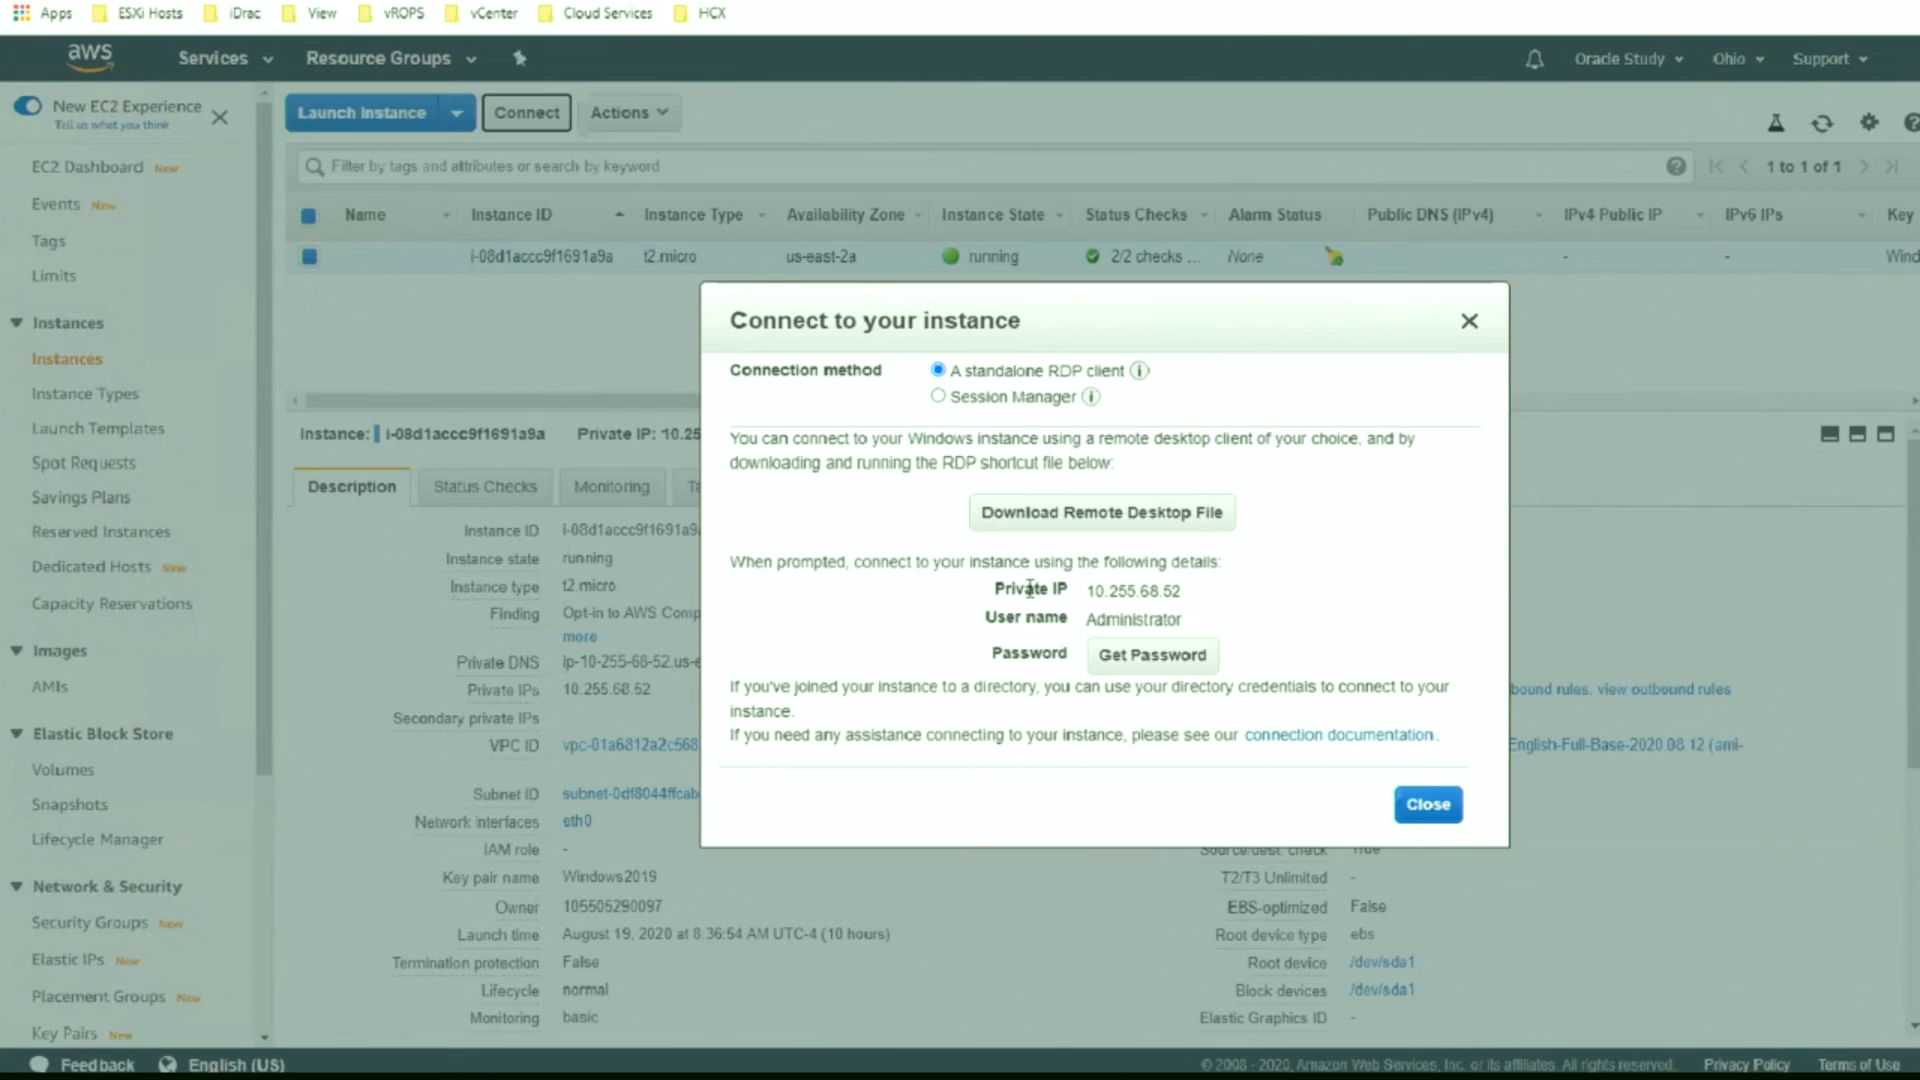 Apps ESXi Hosts iDrac View vROPS vCenter Cloud Services HCX
aws Services Resource Groups Oracle Study Ohio Support
New EC2 Experience
Tell us what you think
Launch Instance Connect Actions
Filter by tags and attributes or search by keyword 1 to 1 of 1
Name Instance ID Instance Type Availability Zone Instance State Status Checks Alarm Status Public DNS (IPv4) IPv4 Public IP IPv6 IPs Key
i-08d1accc9f1691a9a t2.micro us-east-2a running 2/2 checks ... None - - Wind
EC2 Dashboard New
Events New
Tags
Limits
Instances
Instances
Instance Types
Launch Templates
Spot Requests
Savings Plans
Reserved Instances
Dedicated Hosts New
Capacity Reservations
Images
AMIs
Elastic Block Store
Volumes
Snapshots
Lifecycle Manager
Network & Security
Security Groups New
Elastic IPs New
Placement Groups New
Key Pairs New
Connect to your instance
Connection method A standalone RDP client
Session Manager
You can connect to your Windows instance using a remote desktop client of your choice, and by
downloading and running the RDP shortcut file below:
Download Remote Desktop File
When prompted, connect to your instance using the following details:
Private IP 10.255.68.52
User name Administrator
Password Get Password
If you've joined your instance to a directory, you can use your directory credentials to connect to your
instance.
If you need any assistance connecting to your instance, please see our connection documentation .
Close
Instance: i-08d1accc9f1691a9a Private IP: 10.25
Description Status Checks Monitoring Ta
Instance ID i-08d1accc9f1691a9a
Instance state running
Instance type t2.micro
Finding Opt-in to AWS Comp
more
Private DNS ip-10-255-68-52.us-e
Private IPs 10.255.68.52
Secondary private IPs
VPC ID vpc-01a6812a2c568
Subnet ID subnet-0df8044ffcab
Network interfaces eth0
IAM role -
Key pair name Windows2019
Owner 105505290097
Launch time August 19, 2020 at 8:36:54 AM UTC-4 (10 hours)
Termination protection False
Lifecycle normal
Monitoring basic
bound rules. view outbound rules
English-Full-Base-2020.08.12 (ami-
Source/dest. check True
T2/T3 Unlimited -
EBS-optimized False
Root device type ebs
Root device /dev/sda1
Block devices /dev/sda1
Elastic Graphics ID -
Feedback English (US) © 2008 - 2020, Amazon Web Services, Inc. or its affiliates. All rights reserved. Privacy Policy Terms of Use